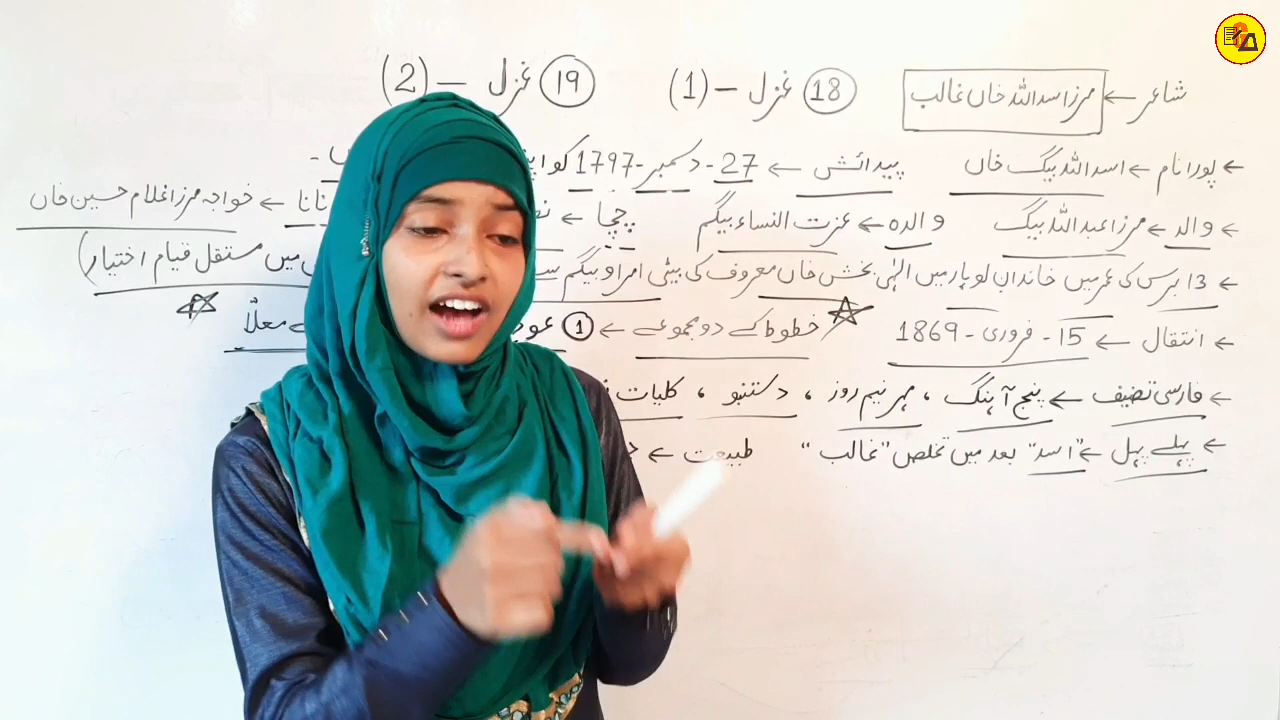 شاعر ← مرزا اسد اللہ خاں غالب (18) غزل – (1) (19) غزل – (2)
← پورا نام ← اسد اللہ بیگ خاں پیدائش ← 27 - دسمبر - 1797 کو
← والد ← مرزا عبداللہ بیگ والدہ ← عزت النساء بیگم چچا ← نانا ← خواجہ مرزا غلام حسین خاں
← 13 برس کی عمر میں خاندانِ لوہارو میں الٰہی بخش خاں معروف کی بیٹی امراؤ بیگم سے میں مستقل قیام اختیار)
← انتقال ← 15 - فروری - 1869 خطوط کے دو مجموعے ← (1)
← فارسی تصنیف ← پنج آہنگ ، مہر نیم روز ، دستنبو ، کلیات
← پہلے پہل ← "اسد" بعد میں تخلص "غالب" طبیعت ←